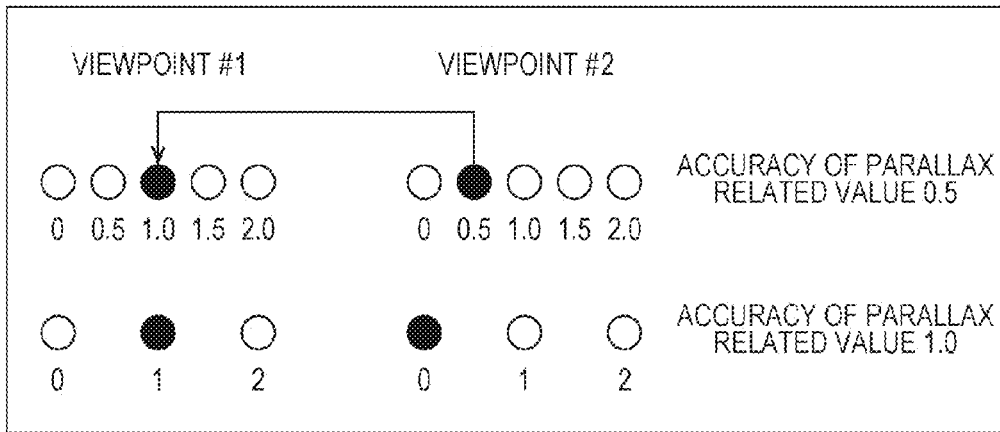 VIEWPOINT #1 VIEWPOINT #2
ACCURACY OF PARALLAX
RELATED VALUE 0.5
0 0.5 1.0 1.5 2.0 0 0.5 1.0 1.5 2.0
ACCURACY OF PARALLAX
RELATED VALUE 1.0
0 1 2 0 1 2